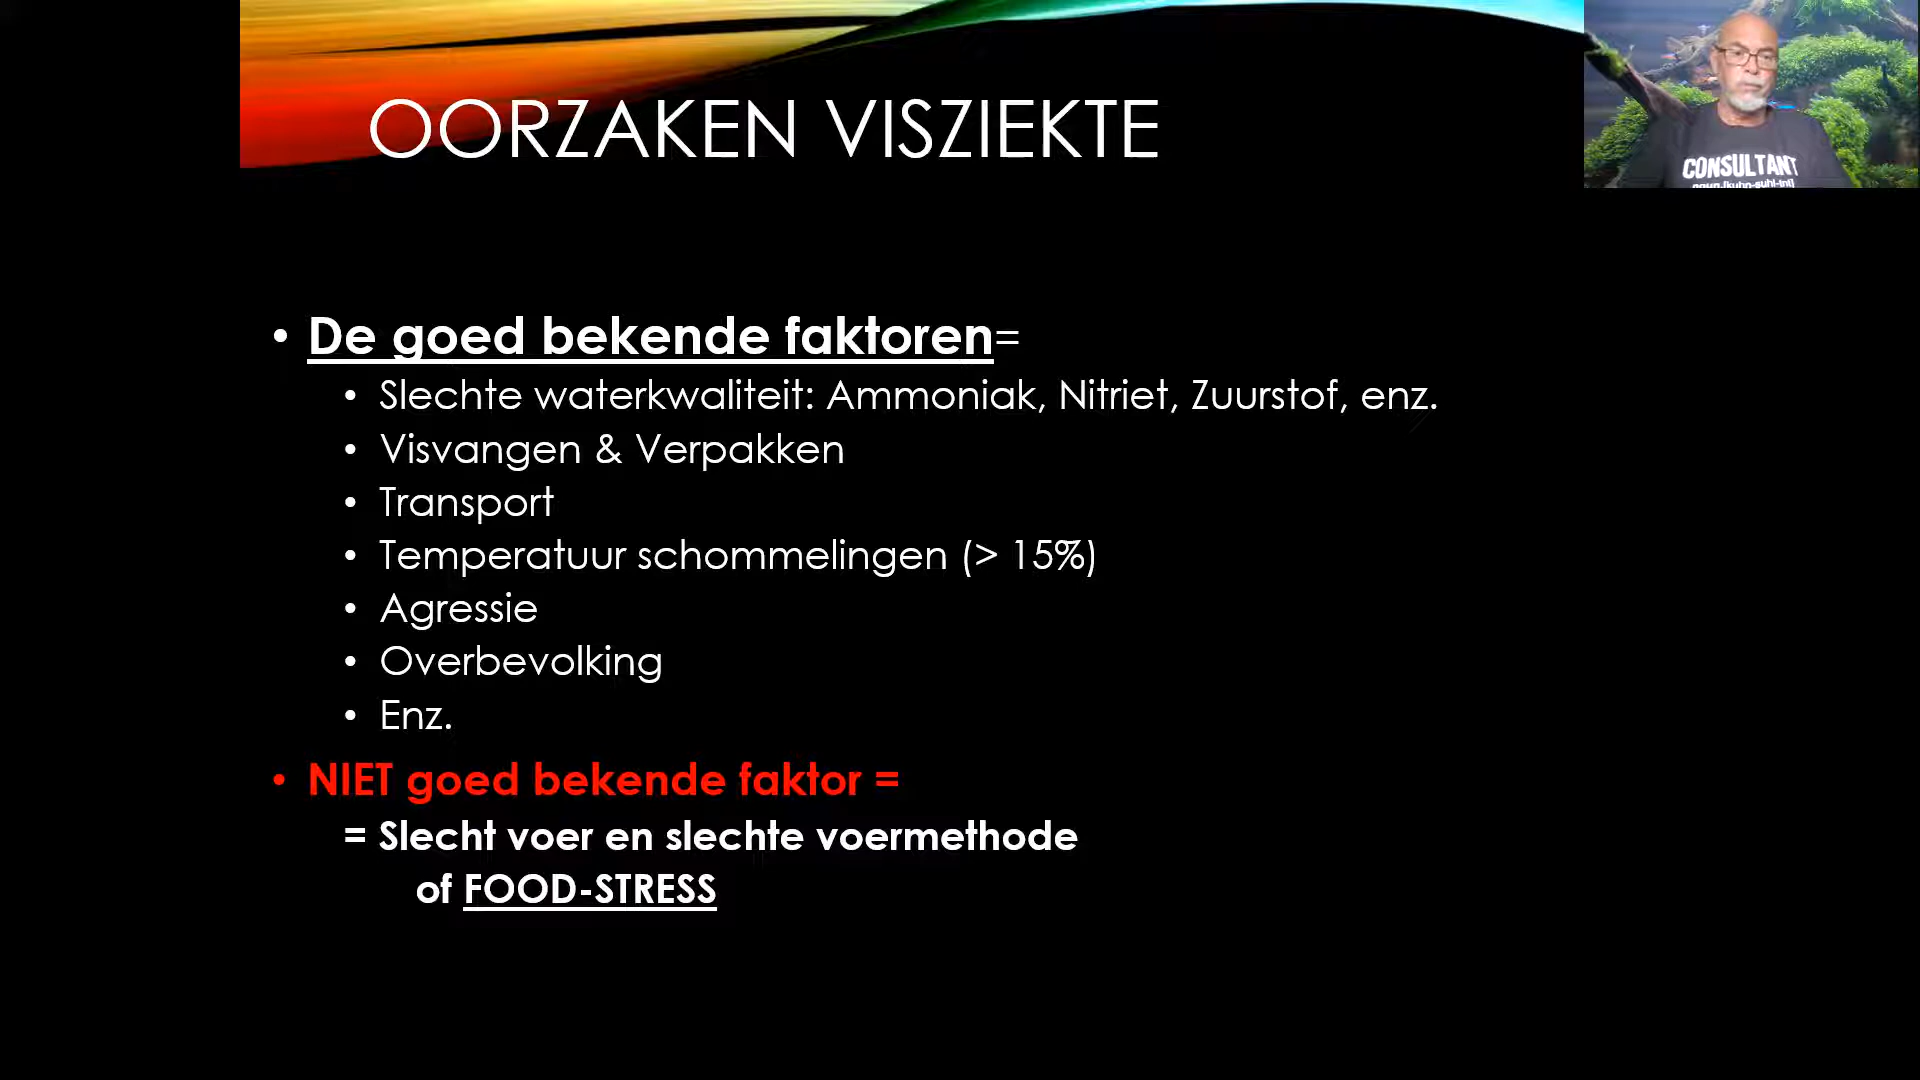 OORZAKEN VISZIEKTE
CONSULTANT
• De goed bekende faktoren=
• Slechte waterkwaliteit: Ammoniak, Nitriet, Zuurstof, enz.
• Visvangen & Verpakken
• Transport
• Temperatuur schommelingen (> 15%)
• Agressie
• Overbevolking
• Enz.
• NIET goed bekende faktor =
= Slecht voer en slechte voermethode
of FOOD-STRESS